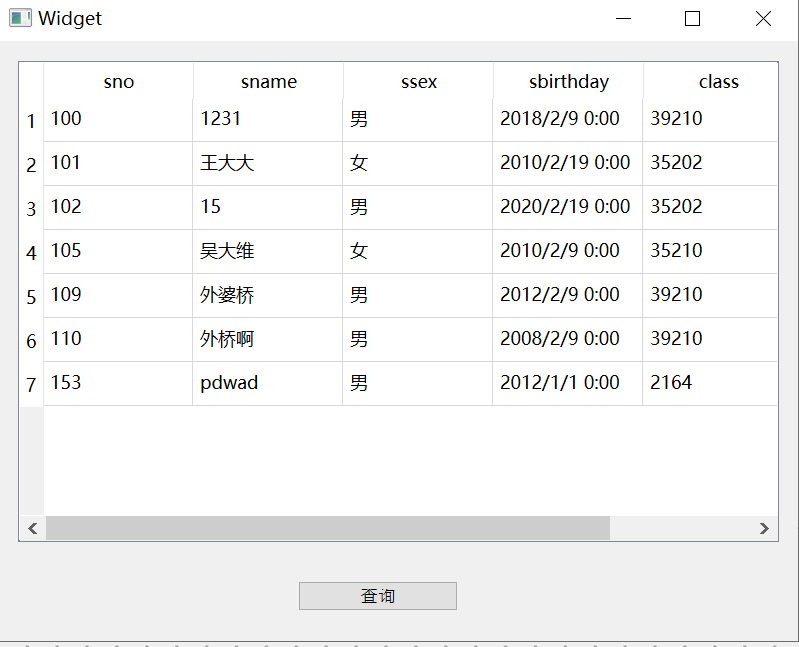 Widget
sno sname ssex sbirthday class
1 100 1231 男 2018/2/9 0:00 39210
2 101 王大大 女 2010/2/19 0:00 35202
3 102 15 男 2020/2/19 0:00 35202
4 105 吴大维 女 2010/2/9 0:00 35210
5 109 外婆桥 男 2012/2/9 0:00 39210
6 110 外桥啊 男 2008/2/9 0:00 39210
7 153 pdwad 男 2012/1/1 0:00 2164
查询